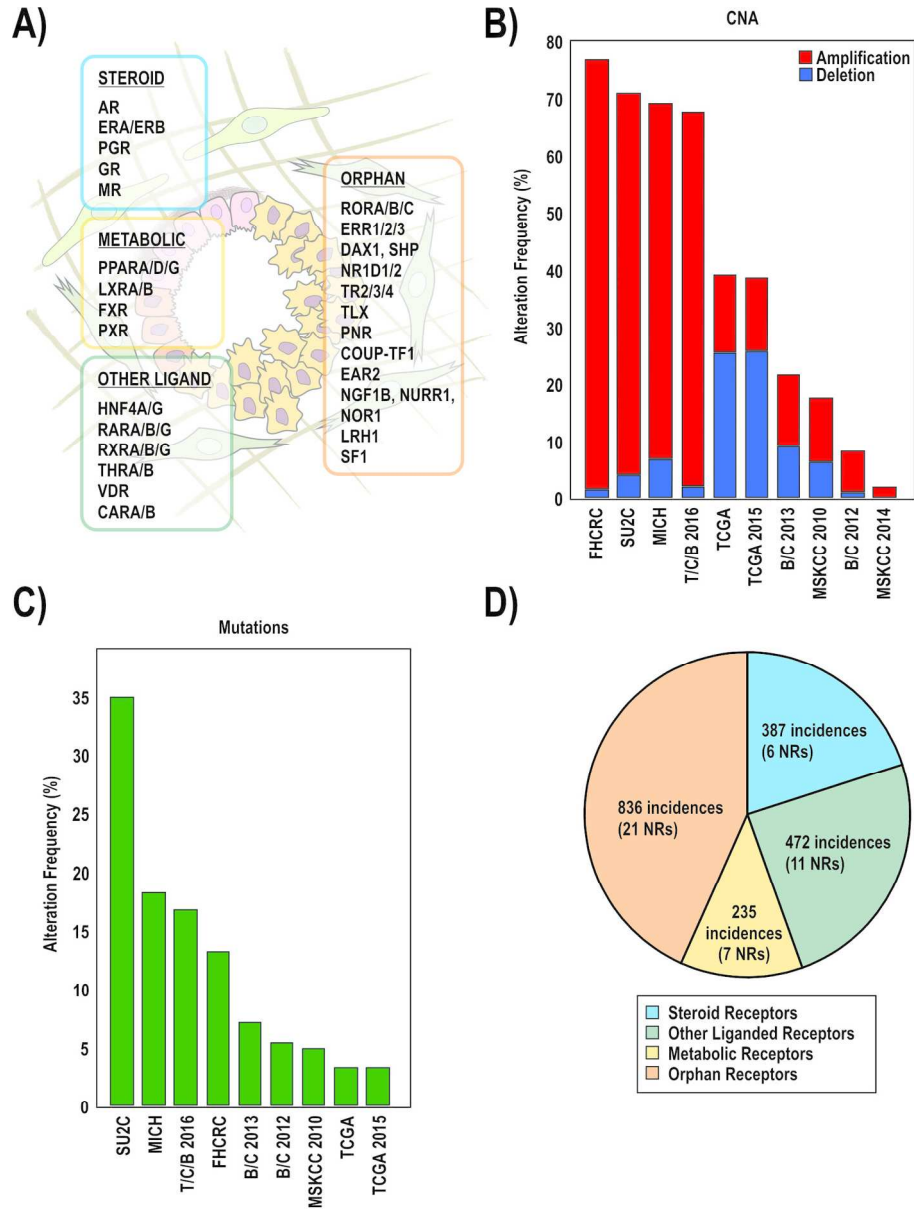 A)
STEROID
AR
ERA/ERB
PGR
GR
MR
METABOLIC
PPARA/D/G
LXRA/B
FXR
PXR
OTHER LIGAND
HNF4A/G
RARA/B/G
RXRA/B/G
THRA/B
VDR
CARA/B
ORPHAN
RORA/B/C
ERR1/2/3
DAX1, SHP
NR1D1/2
TR2/3/4
TLX
PNR
COUP-TF1
EAR2
NGF1B, NURR1,
NOR1
LRH1
SF1
B)
CNA
Amplification
Deletion
Alteration Frequency (%)
80
70
60
50
40
30
20
10
0
FHCRC
SU2C
MICH
T/C/B 2016
TCGA
TCGA 2015
B/C 2013
MSKCC 2010
B/C 2012
MSKCC 2014
C)
Mutations
Alteration Frequency (%)
35
30
25
20
15
10
5
0
SU2C
MICH
T/C/B 2016
FHCRC
B/C 2013
B/C 2012
MSKCC 2010
TCGA
TCGA 2015
D)
387 incidences
(6 NRs)
836 incidences
(21 NRs)
472 incidences
(11 NRs)
235
incidences
(7 NRs)
Steroid Receptors
Other Liganded Receptors
Metabolic Receptors
Orphan Receptors